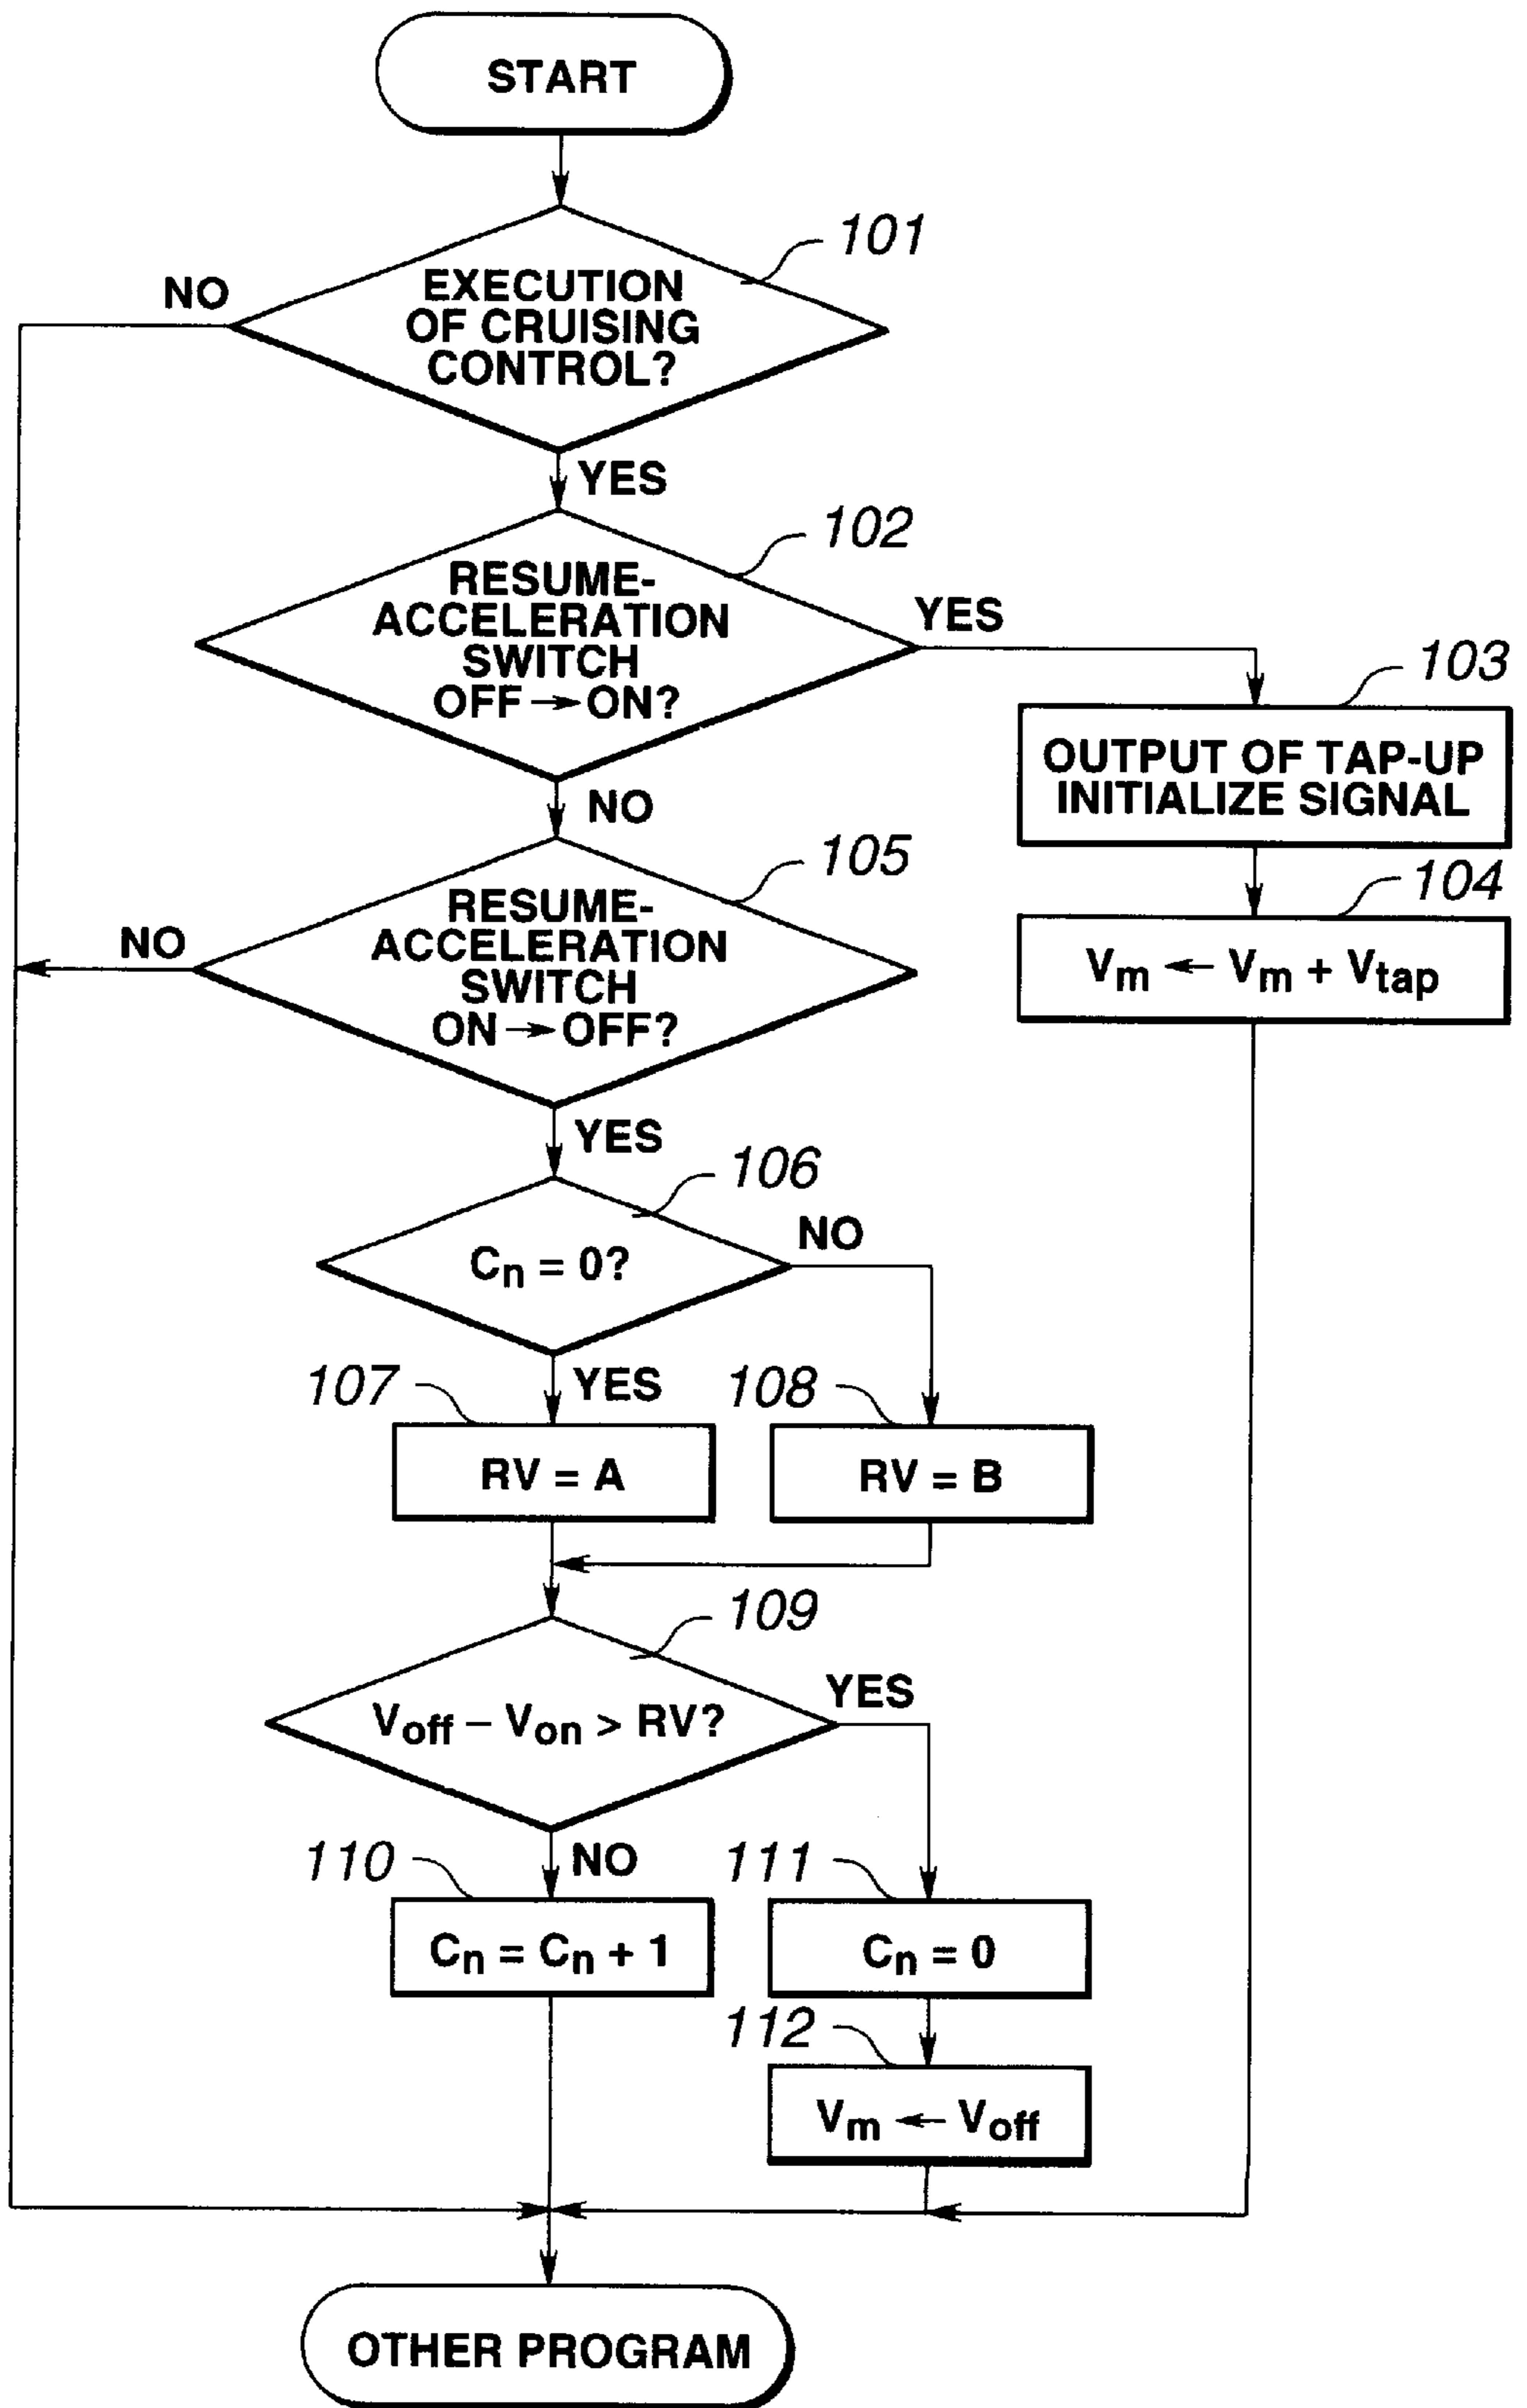 START
101
NO
EXECUTION
OF CRUISING
CONTROL?
YES
102
RESUME-
ACCELERATION
SWITCH
OFF → ON?
YES
103
OUTPUT OF TAP-UP
INITIALIZE SIGNAL
NO
104
Vm ← Vm + Vtap
105
NO
RESUME-
ACCELERATION
SWITCH
ON → OFF?
YES
106
NO
Cn = 0?
107
YES
108
RV = A
RV = B
109
YES
Voff – Von > RV?
110
NO
111
Cn = Cn + 1
Cn = 0
112
Vm ← Voff
OTHER PROGRAM